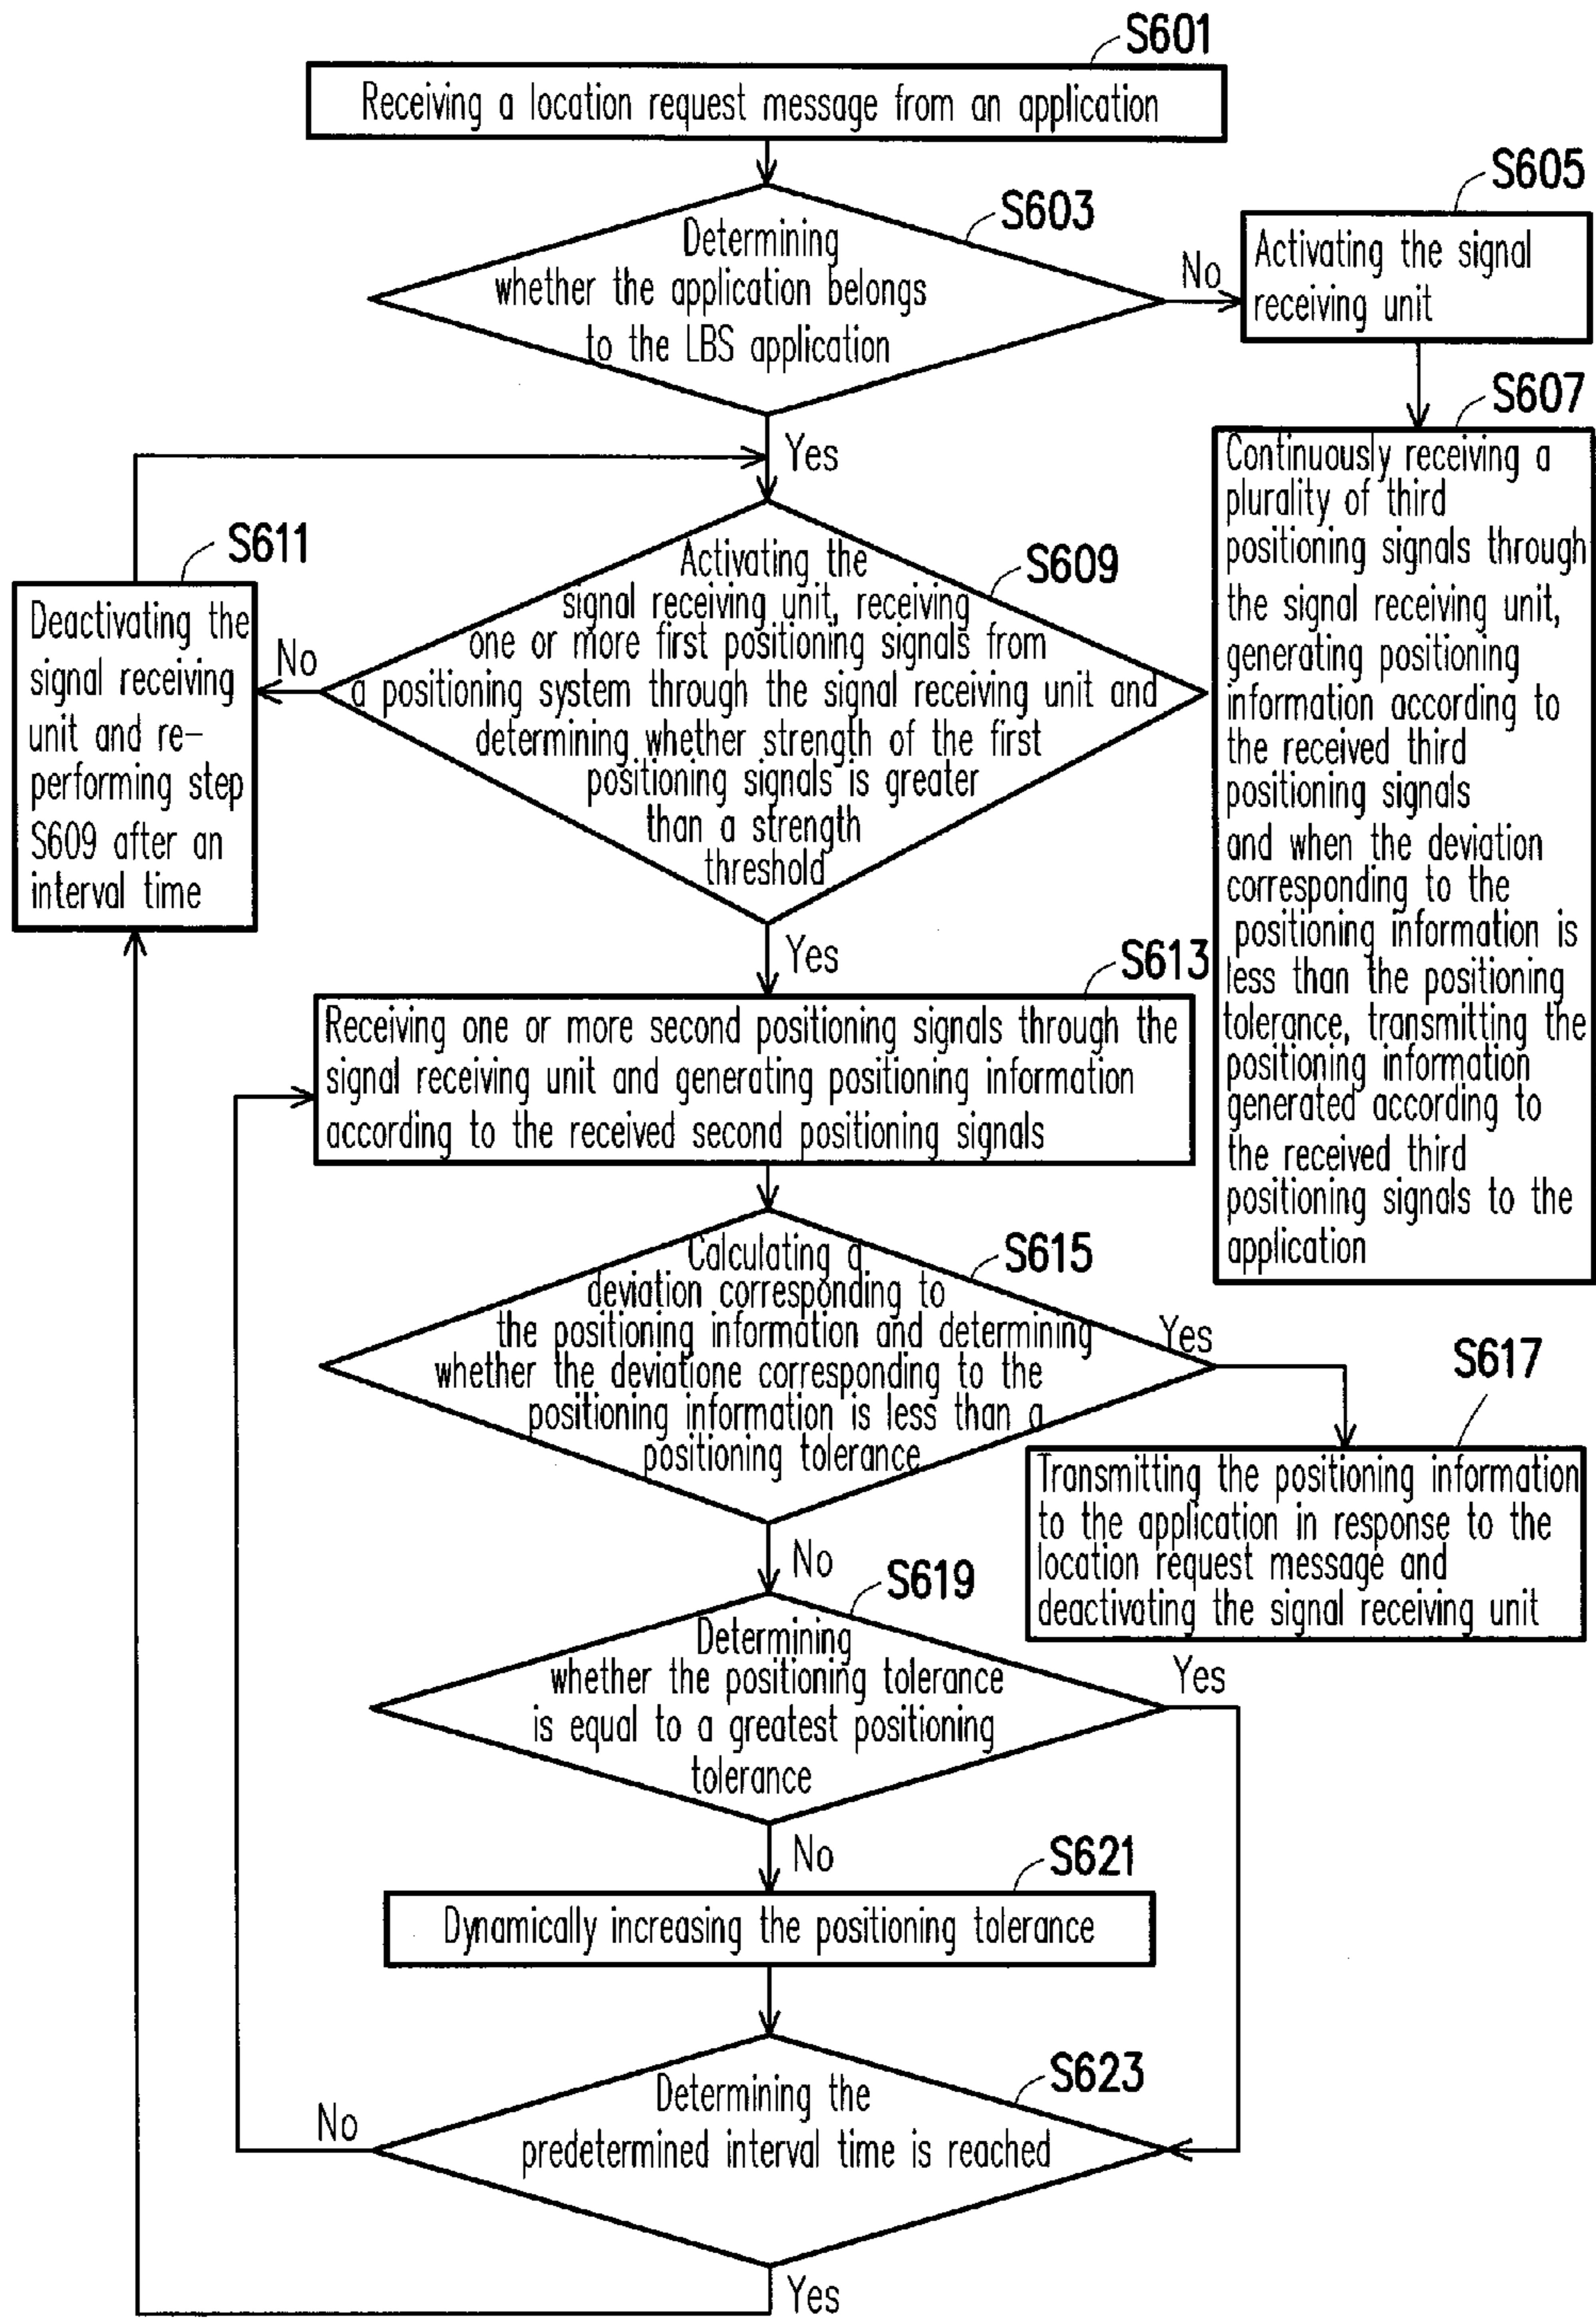 S601
Receiving a location request message from an application
S603
Determining
whether the application belongs
to the LBS application
No
S605
Activating the signal
receiving unit
S607
Continuously receiving a
plurality of third
positioning signals through
the signal receiving unit,
generating positioning
information according to
the received third
positioning signals
and when the deviation
corresponding to the
positioning information is
less than the positioning
tolerance, transmitting the
positioning information
generated according to
the received third
positioning signals to the
application
Yes
S609
Activating the
signal receiving unit, receiving
one or more first positioning signals from
a positioning system through the signal receiving unit and
determining whether strength of the first
positioning signals is greater
than a strength
threshold
No
S611
Deactivating the
signal receiving
unit and re-
performing step
S609 after an
interval time
Yes
S613
Receiving one or more second positioning signals through the
signal receiving unit and generating positioning information
according to the received second positioning signals
S615
Calculating a
deviation corresponding to
the positioning information and determining
whether the deviatione corresponding to the
positioning information is less than a
positioning tolerance
Yes
S617
Transmitting the positioning information
to the application in response to the
location request message and
deactivating the signal receiving unit
No
S619
Determining
whether the positioning tolerance
is equal to a greatest positioning
tolerance
Yes
No
S621
Dynamically increasing the positioning tolerance
S623
Determining the
predetermined interval time is reached
No
Yes